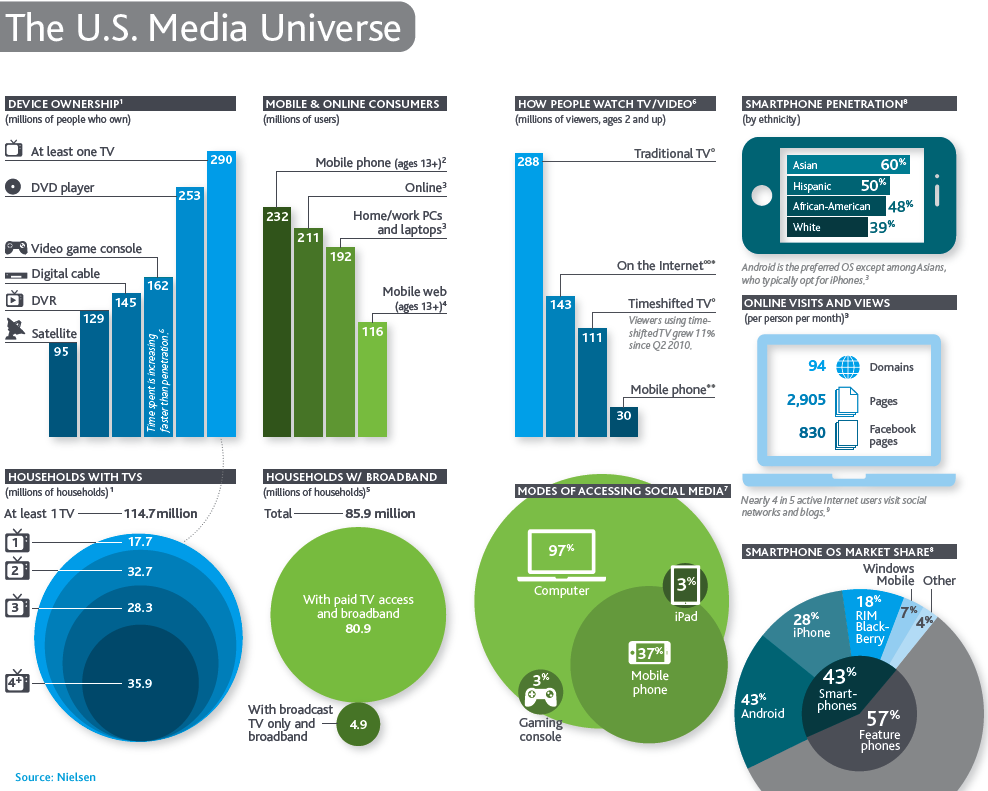 The U.S. Media Universe
DEVICE OWNERSHIP¹
(millions of people who own)
At least one TV
290
DVD player
253
Video game console
162
Digital cable
145
DVR
129
Satellite
95
Time spent is increasing
faster than penetration.⁶
MOBILE & ONLINE CONSUMERS
(millions of users)
Mobile phone (ages 13+)²
232
Online³
211
Home/work PCs
and laptops³
192
Mobile web
(ages 13+)⁴
116
HOW PEOPLE WATCH TV/VIDEO⁶
(millions of viewers, ages 2 and up)
Traditional TV°
288
On the Internet°°*
143
Timeshifted TV°
111
Viewers using time-
shifted TV grew 11%
since Q2 2010.
Mobile phone**
30
SMARTPHONE PENETRATION⁸
(by ethnicity)
Asian 60%
Hispanic 50%
African-American 48%
White 39%
Android is the preferred OS except among Asians,
who typically opt for iPhones.³
ONLINE VISITS AND VIEWS
(per person per month)⁹
94 Domains
2,905 Pages
830 Facebook
pages
Nearly 4 in 5 active Internet users visit social
networks and blogs.⁹
HOUSEHOLDS WITH TVS
(millions of households)¹
At least 1 TV 114.7 million
1 17.7
2 32.7
3 28.3
4+ 35.9
HOUSEHOLDS W/ BROADBAND
(millions of households)⁵
Total 85.9 million
With paid TV access
and broadband
80.9
With broadcast
TV only and
broadband
4.9
MODES OF ACCESSING SOCIAL MEDIA⁷
97%
Computer
3%
iPad
37%
Mobile
phone
3%
Gaming
console
SMARTPHONE OS MARKET SHARE⁸
Windows
Mobile
7%
Other
4%
18%
RIM
Black-
Berry
28%
iPhone
43%
Android
43%
Smart-
phones
57%
Feature
phones
Source: Nielsen